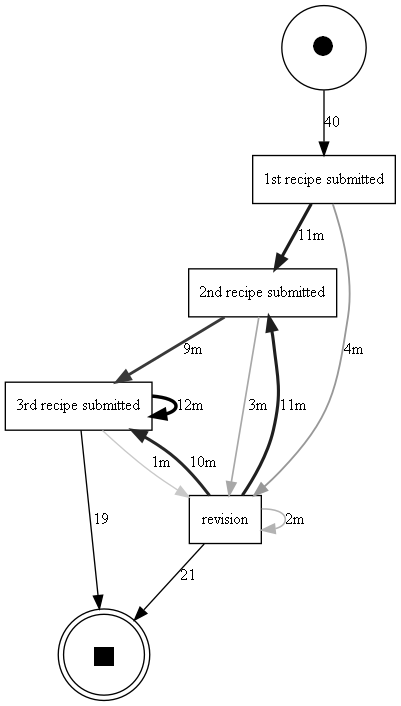 40
1st recipe submitted
11m
2nd recipe submitted
9m
3m
11m
4m
3rd recipe submitted
12m
1m
10m
revision
2m
19
21